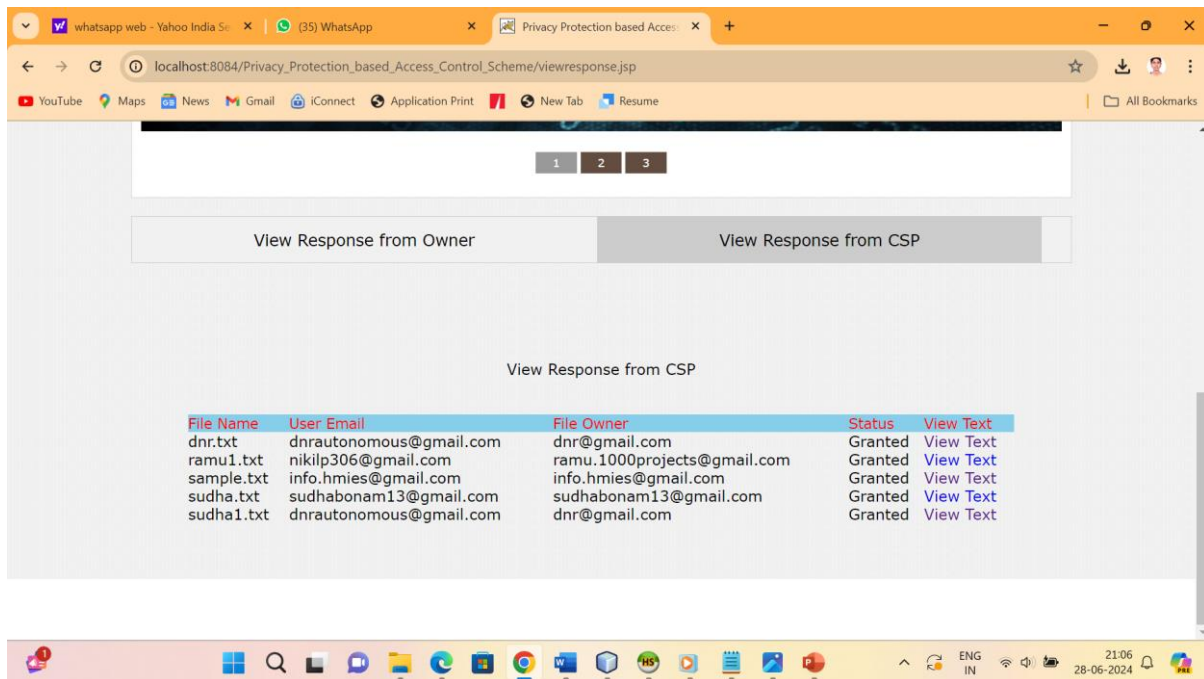 whatsapp web - Yahoo India Se
(35) WhatsApp
Privacy Protection based Acces
localhost:8084/Privacy_Protection_based_Access_Control_Scheme/viewresponse.jsp
YouTube Maps News Gmail iConnect Application Print New Tab Resume All Bookmarks
1 2 3
View Response from Owner View Response from CSP
View Response from CSP
File Name User Email File Owner Status View Text
dnr.txt dnrautonomous@gmail.com dnr@gmail.com Granted View Text
ramu1.txt nikilp306@gmail.com ramu.1000projects@gmail.com Granted View Text
sample.txt info.hmies@gmail.com info.hmies@gmail.com Granted View Text
sudha.txt sudhabonam13@gmail.com sudhabonam13@gmail.com Granted View Text
sudha1.txt dnrautonomous@gmail.com dnr@gmail.com Granted View Text
1
HS
ENG
IN
21:06
28-06-2024
PRE